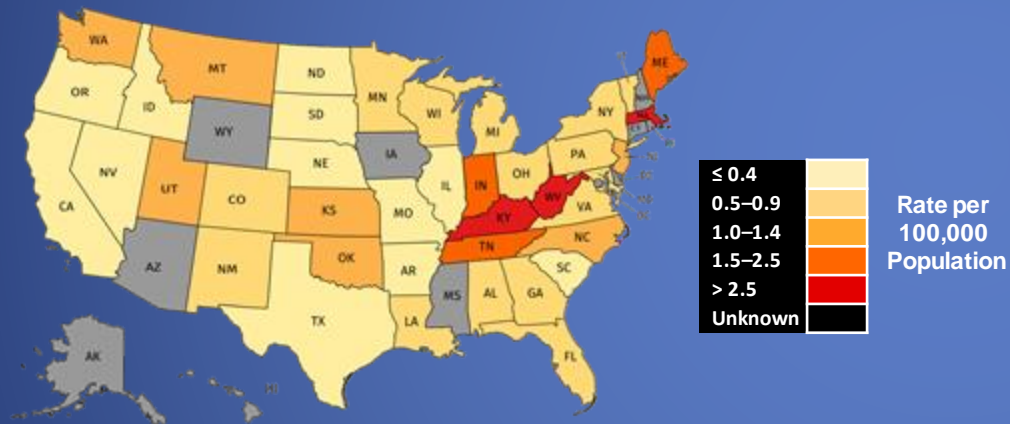 WA
MT
ND
ME
OR
ID
MN
SD
WI
NY
WY
MI
IA
NE
PA
NV
OH
IL
IN
UT
CO
WV
VA
CA
KS
MO
KY
NC
TN
OK
AZ
NM
AR
SC
MS
AL
GA
TX
LA
AK
FL
≤ 0.4
0.5–0.9
1.0–1.4
1.5–2.5
> 2.5
Unknown
Rate per
100,000
Population